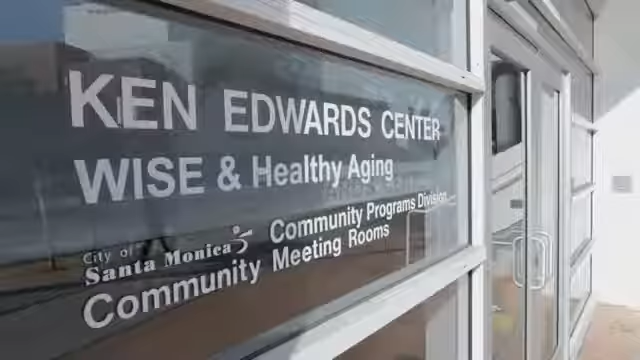 KEN EDWARDS CENTER
WISE & Healthy Aging
City of
Santa Monica
Community Programs Division
Community Meeting Rooms